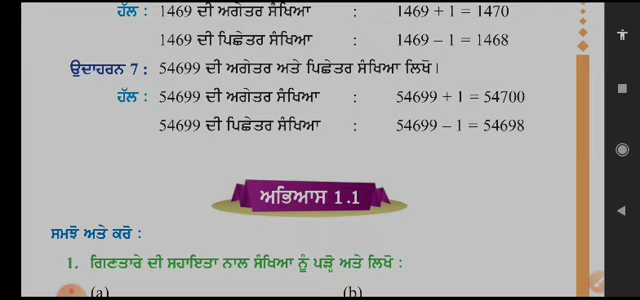 ਹੱਲ : 1469 ਦੀ ਅਗੇਤਰ ਸੰਖਿਆ : 1469 + 1 = 1470
1469 ਦੀ ਪਿਛੇਤਰ ਸੰਖਿਆ : 1469 – 1 = 1468
ਉਦਾਹਰਨ 7 : 54699 ਦੀ ਅਗੇਤਰ ਅਤੇ ਪਿਛੇਤਰ ਸੰਖਿਆ ਲਿਖੋ।
ਹੱਲ : 54699 ਦੀ ਅਗੇਤਰ ਸੰਖਿਆ : 54699 + 1 = 54700
54699 ਦੀ ਪਿਛੇਤਰ ਸੰਖਿਆ : 54699 – 1 = 54698
ਅਭਿਆਸ 1.1
ਸਮਝੋ ਅਤੇ ਕਰੋ :
1. ਗਿਣਤਾਰੇ ਦੀ ਸਹਾਇਤਾ ਨਾਲ ਸੰਖਿਆ ਨੂੰ ਪੜ੍ਹੋ ਅਤੇ ਲਿਖੋ :
(a) (b)